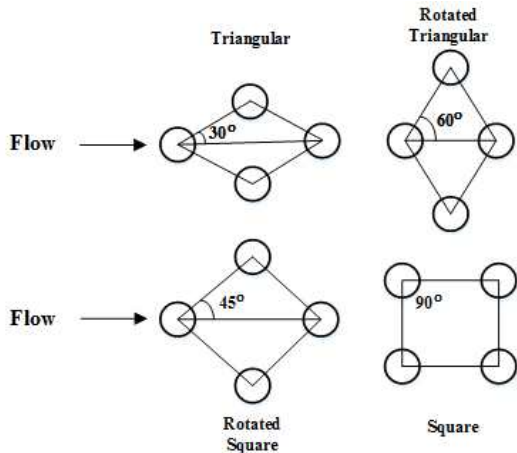 Triangular
Rotated
Triangular
30°
60°
Flow
45°
90°
Flow
Rotated
Square
Square